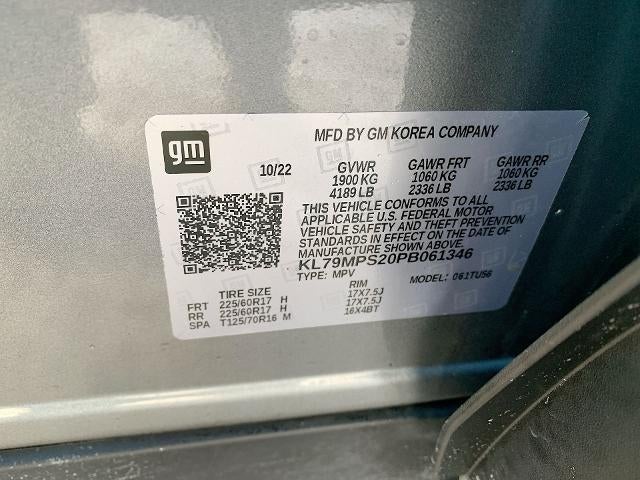 gm
MFD BY GM KOREA COMPANY
10/22 GVWR GAWR FRT GAWR RR
1900 KG 1060 KG 1060 KG
4189 LB 2336 LB 2336 LB
THIS VEHICLE CONFORMS TO ALL
APPLICABLE U.S. FEDERAL MOTOR
VEHICLE SAFETY AND THEFT PREVENTION
STANDARDS IN EFFECT ON THE DATE OF
MANUFACTURE SHOWN ABOVE.
KL79MPS20PB061346
TYPE: MPV MODEL: 061TU56
TIRE SIZE RIM
FRT 225/60R17 H 17X7.5J
RR 225/60R17 H 17X7.5J
SPA T125/70R16 M 16X4BT